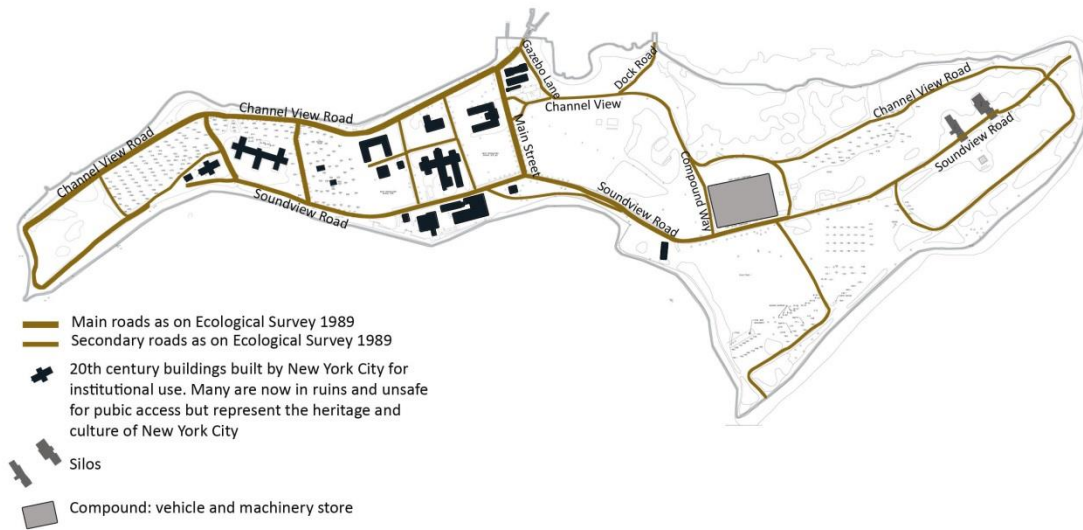 Gazebo Lane
Dock Road
Channel View Road
Channel View
Channel View Road
Main Street
Channel View Road
Compound Way
Soundview Road
Soundview Road
Soundview Road
Main roads as on Ecological Survey 1989
Secondary roads as on Ecological Survey 1989
20th century buildings built by New York City for
institutional use. Many are now in ruins and unsafe
for pubic access but represent the heritage and
culture of New York City
Silos
Compound: vehicle and machinery store